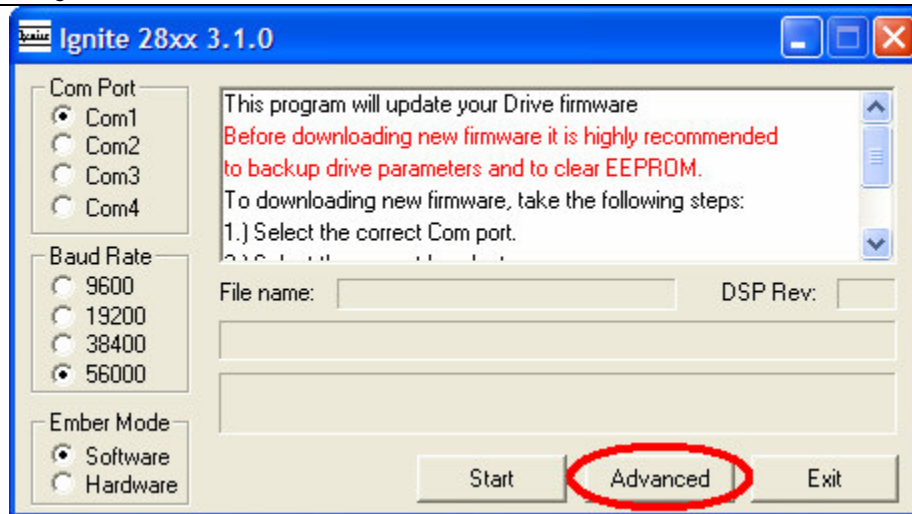 Ignite 28xx 3.1.0
Com Port
Com1
Com2
Com3
Com4
Baud Rate
9600
19200
38400
56000
Ember Mode
Software
Hardware
This program will update your Drive firmware
Before downloading new firmware it is highly recommended
to backup drive parameters and to clear EEPROM.
To downloading new firmware, take the following steps:
1.) Select the correct Com port.
File name:
DSP Rev:
Start
Advanced
Exit